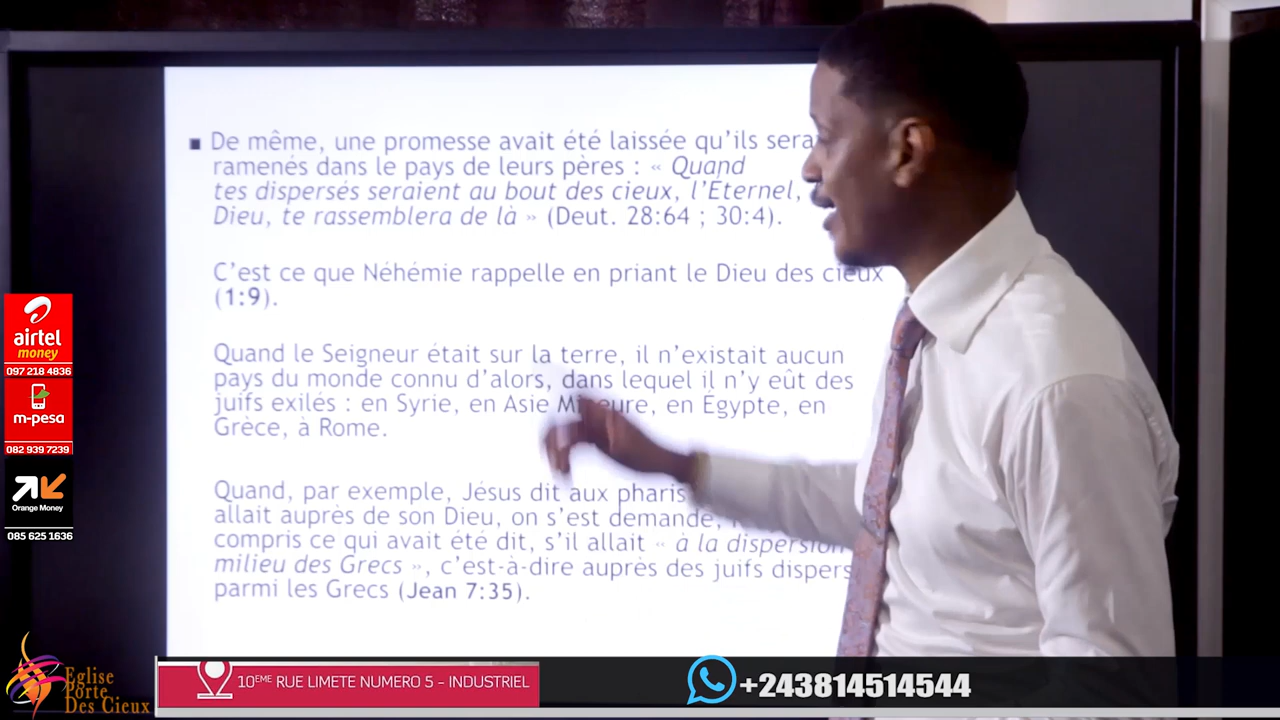 ▪ De même, une promesse avait été laissée qu'ils
ramenés dans le pays de leurs pères : « Quand
tes dispersés seraient au bout des cieux, l'Éternel,
Dieu, te rassemblera de là » (Deut. 28:64 ; 30:4).
C'est ce que Néhémie rappelle en priant le Dieu des cieux
(1:9).
Quand le Seigneur était sur la terre, il n'existait aucun
pays du monde connu d'alors, dans lequel il n'y eût des
juifs exilés : en Syrie, en Asie Mineure, en Égypte, en
Grèce, à Rome.
Quand, par exemple, Jésus dit aux
allait auprès de son Dieu, on s'est demandé,
compris ce qui avait été dit, s'il allait « à la dispersion
milieu des Grecs », c'est-à-dire auprès des juifs
parmi les Grecs (Jean 7:35).
airtel
money
097 218 4836
m-pesa
082 939 7239
Orange Money
085 625 1636
Eglise
Porte
Des Cieux
10EME RUE LIMETE NUMERO 5 - INDUSTRIEL
+243814514544